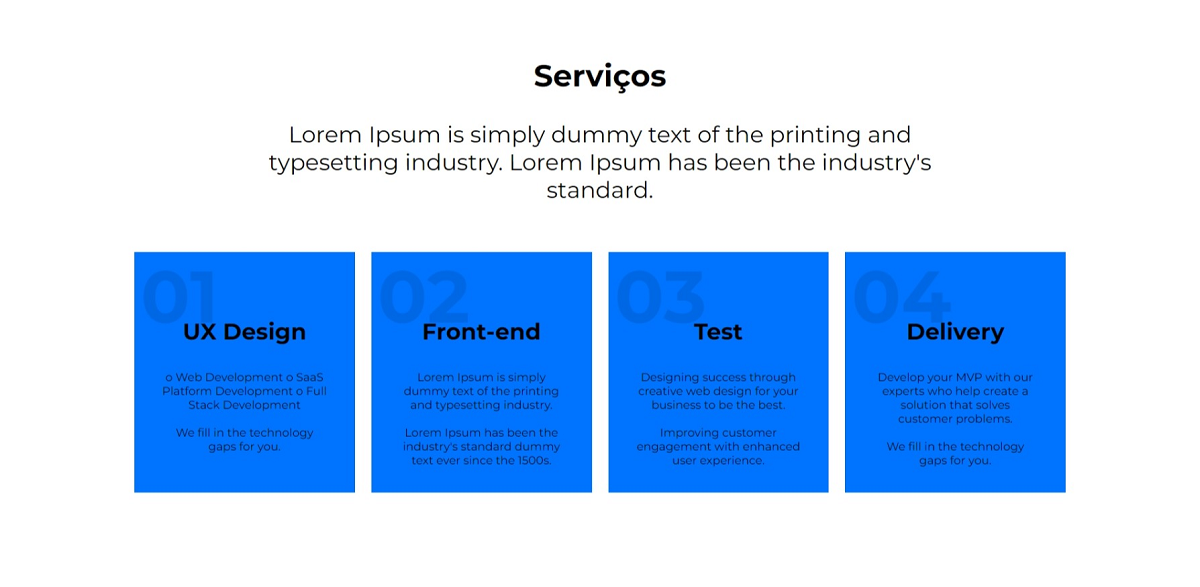 Serviços
Lorem Ipsum is simply dummy text of the printing and
typesetting industry. Lorem Ipsum has been the industry's
standard.
01
UX Design
o Web Development o SaaS
Platform Development o Full
Stack Development
We fill in the technology
gaps for you.
02
Front-end
Lorem Ipsum is simply
dummy text of the printing
and typesetting industry.
Lorem Ipsum has been the
industry's standard dummy
text ever since the 1500s.
03
Test
Designing success through
creative web design for your
business to be the best.
Improving customer
engagement with enhanced
user experience.
04
Delivery
Develop your MVP with our
experts who help create a
solution that solves
customer problems.
We fill in the technology
gaps for you.